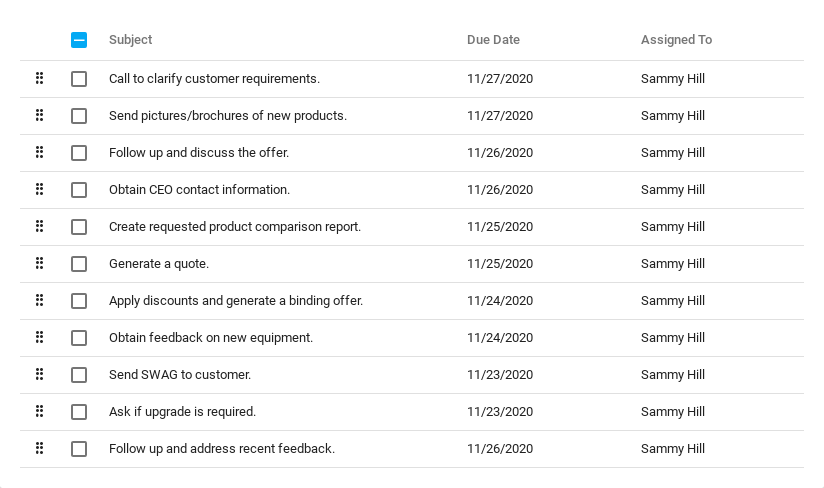 Subject Due Date Assigned To
Call to clarify customer requirements. 11/27/2020 Sammy Hill
Send pictures/brochures of new products. 11/27/2020 Sammy Hill
Follow up and discuss the offer. 11/26/2020 Sammy Hill
Obtain CEO contact information. 11/26/2020 Sammy Hill
Create requested product comparison report. 11/25/2020 Sammy Hill
Generate a quote. 11/25/2020 Sammy Hill
Apply discounts and generate a binding offer. 11/24/2020 Sammy Hill
Obtain feedback on new equipment. 11/24/2020 Sammy Hill
Send SWAG to customer. 11/23/2020 Sammy Hill
Ask if upgrade is required. 11/23/2020 Sammy Hill
Follow up and address recent feedback. 11/26/2020 Sammy Hill